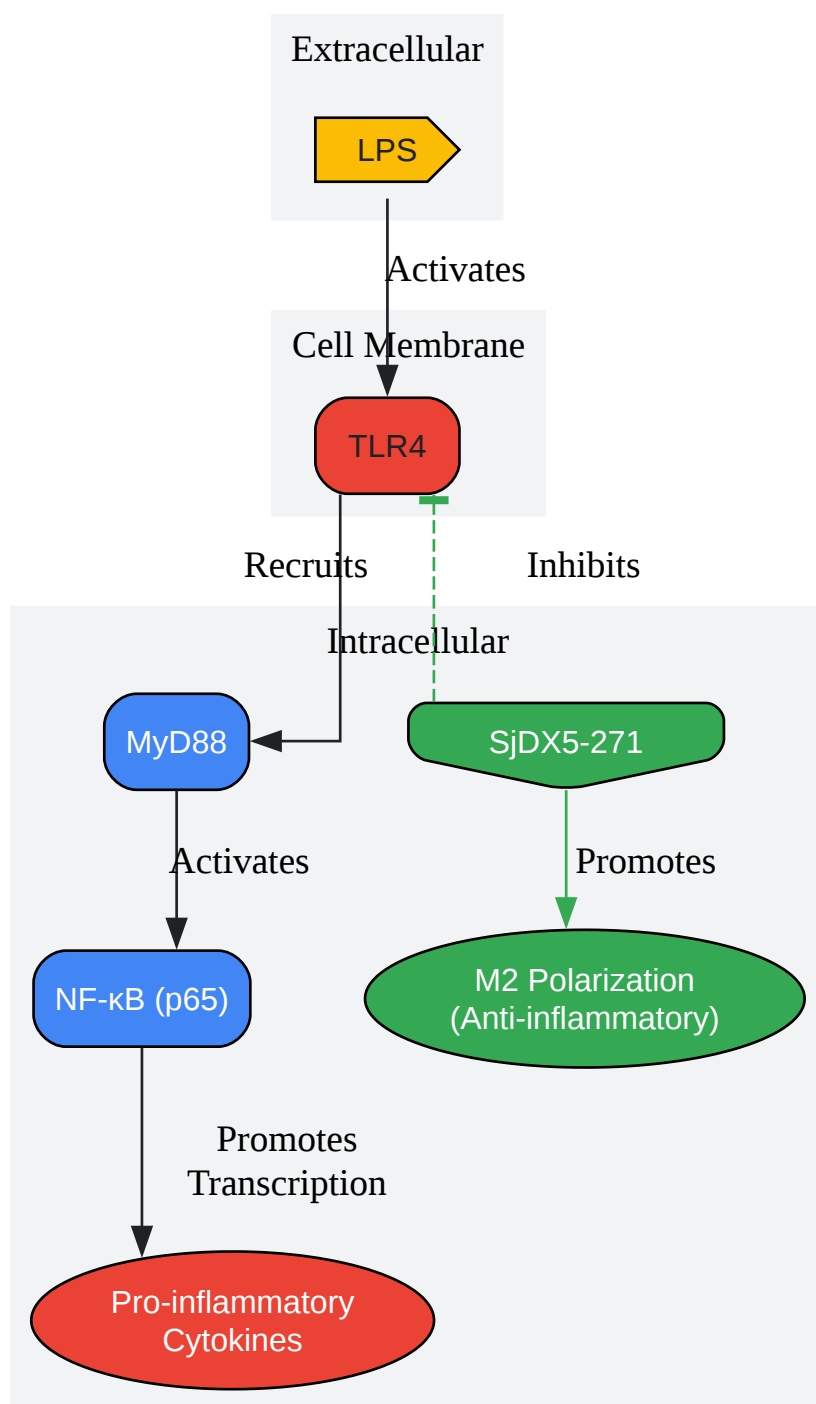 Extracellular
LPS
Activates
Cell Membrane
TLR4
Recruits
Inhibits
Intracellular
MyD88
SjDX5-271
Activates
Promotes
NF-κB (p65)
M2 Polarization
(Anti-inflammatory)
Promotes
Transcription
Pro-inflammatory
Cytokines